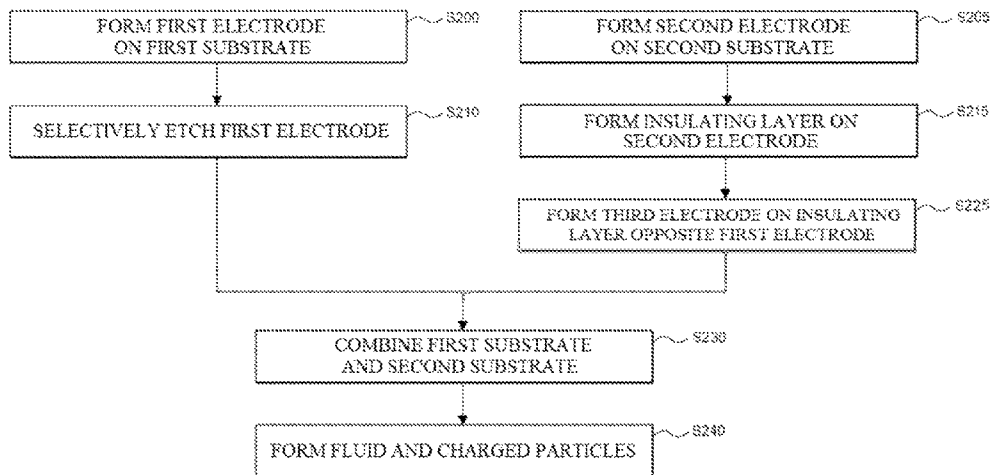 FORM FIRST ELECTRODE
ON FIRST SUBSTRATE
S200
SELECTIVELY ETCH FIRST ELECTRODE
S210
FORM SECOND ELECTRODE
ON SECOND SUBSTRATE
S205
FORM INSULATING LAYER ON
SECOND ELECTRODE
S215
FORM THIRD ELECTRODE ON INSULATING
LAYER OPPOSITE FIRST ELECTRODE
S225
COMBINE FIRST SUBSTRATE
AND SECOND SUBSTRATE
S230
FORM FLUID AND CHARGED PARTICLES
S240